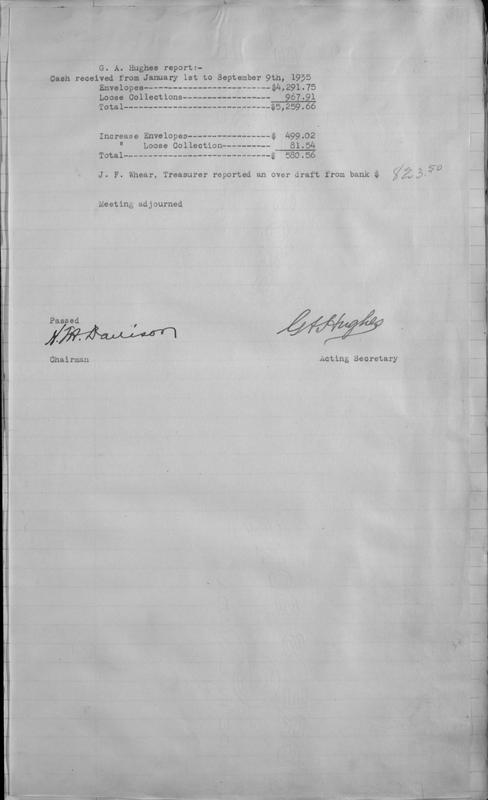 G. A. Hughes report:-
Cash received from January 1st to September 9th, 1935
Envelopes--------------------------$4,291.75
Loose Collections------------------ 967.91
Total------------------------------$5,259.66
Increase Envelopes-----------------$ 499.02
" Loose Collection---------- 81.54
Total------------------------------$ 580.56
J. F. Whear, Treasurer reported an over draft from bank $ 823.50
Meeting adjourned
Passed
H. M. Davison GA Hughes
Chairman Acting Secretary